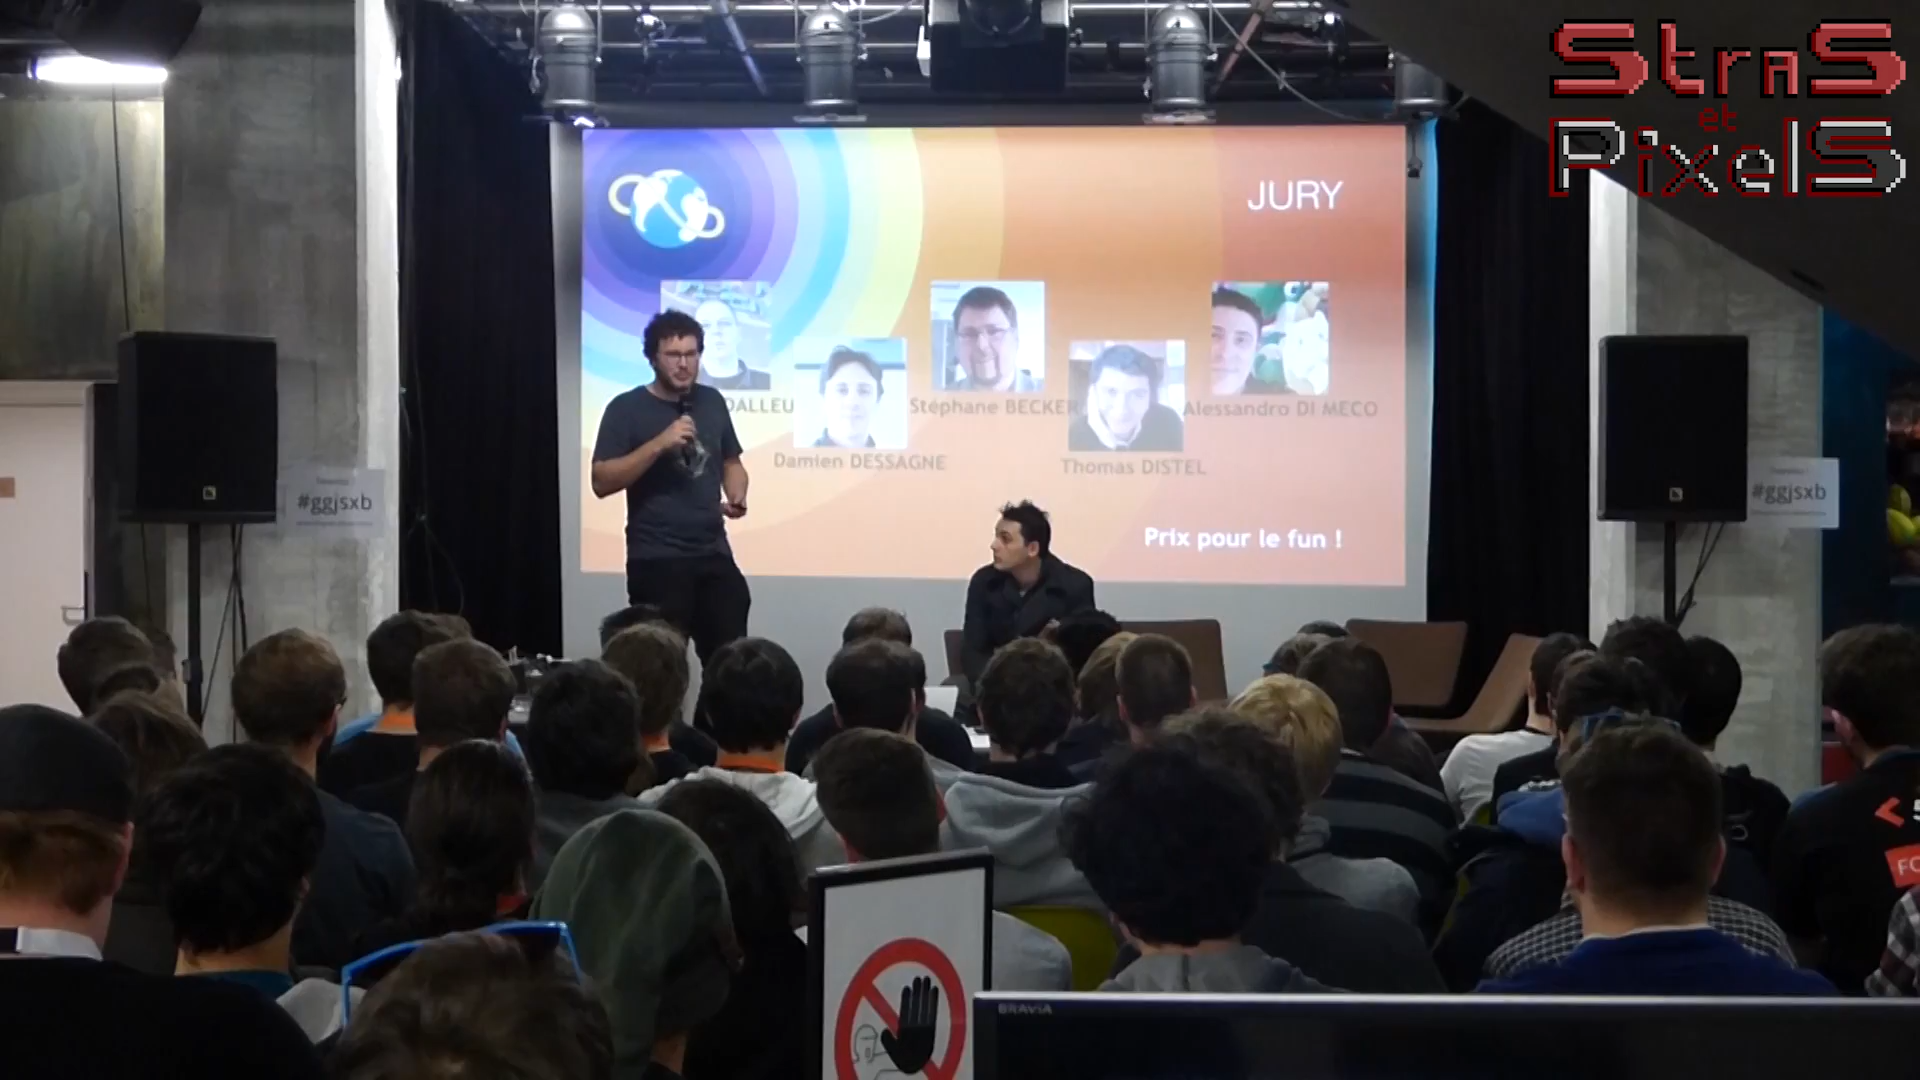 StraS
et
PixelS
JURY
DALLEU
Stéphane BECKER
Alessandro DI MECO
Damien DESSAGNE
Thomas DISTEL
#ggjsxb
#ggjsxb
Prix pour le fun !
FC
BRAVIA